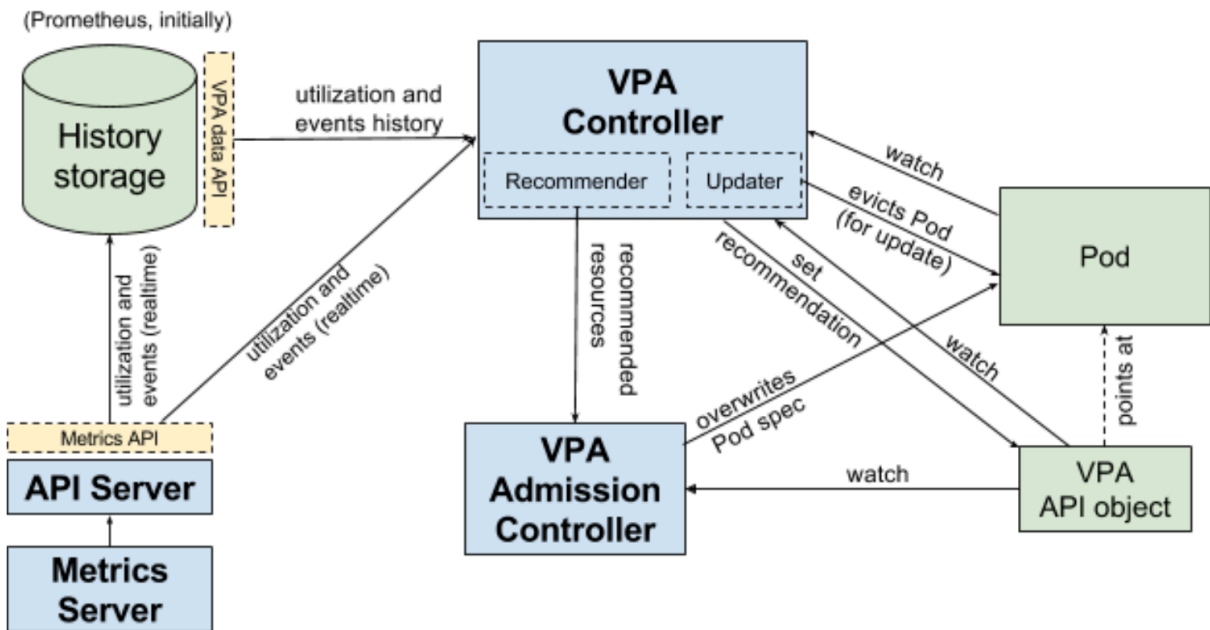 (Prometheus, initially)
History
storage
VPA data API
utilization and
events history
VPA
Controller
Recommender
Updater
watch
evicts Pod
(for update)
Pod
utilization and
events (realtime)
utilization and
events (realtime)
recommended
resources
set
recommendation
watch
points at
overwrites
Pod spec
Metrics API
API Server
Metrics
Server
VPA
Admission
Controller
watch
VPA
API object